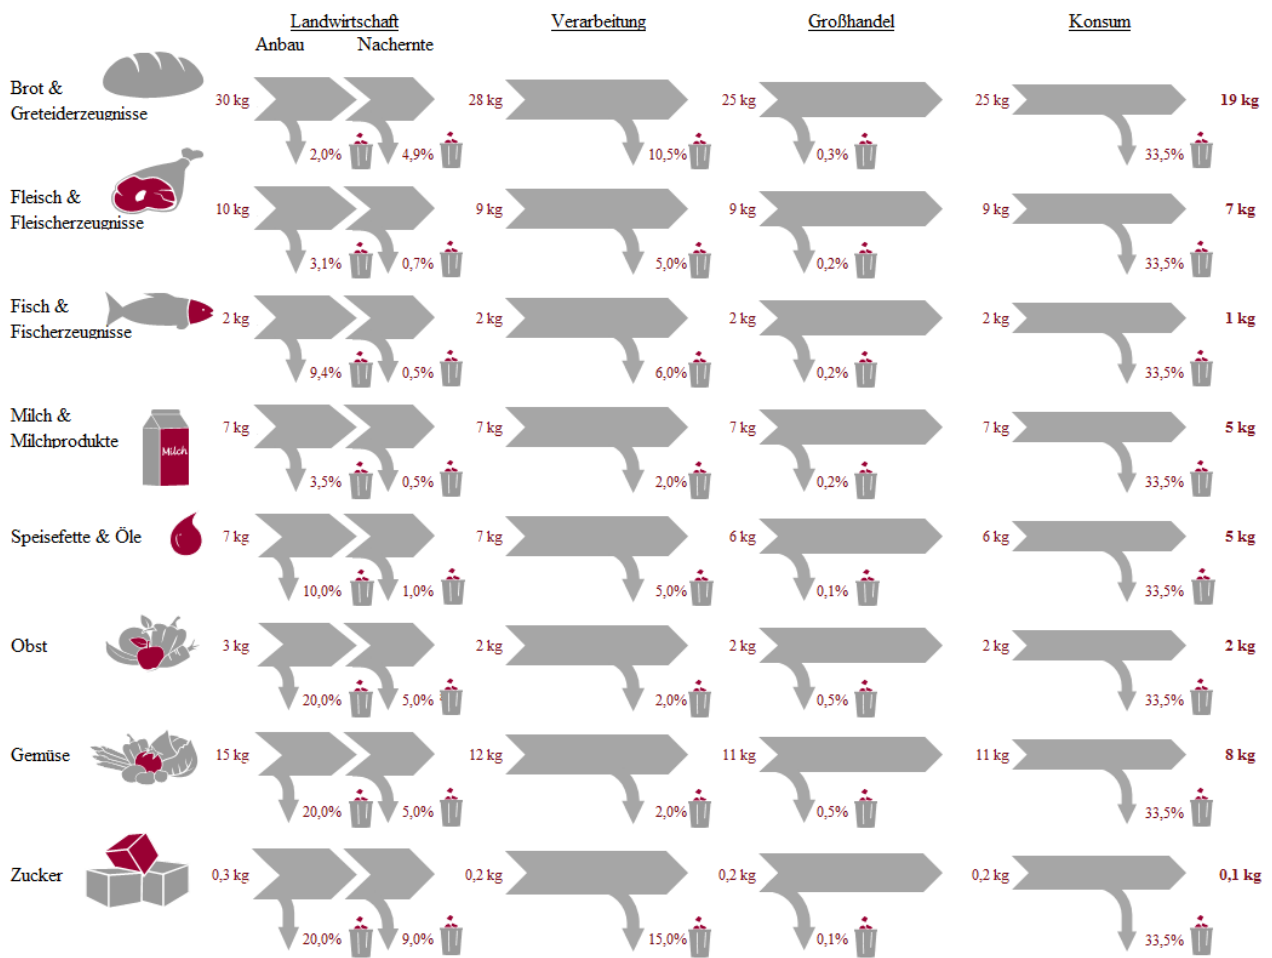 Landwirtschaft Verarbeitung Großhandel Konsum
Anbau Nachernte
Brot &
Greteiderzeugnisse
30 kg 28 kg 25 kg 25 kg 19 kg
2,0% 4,9% 10,5% 0,3% 33,5%
Fleisch &
Fleischerzeugnisse
10 kg 9 kg 9 kg 9 kg 7 kg
3,1% 0,7% 5,0% 0,2% 33,5%
Fisch &
Fischerzeugnisse
2 kg 2 kg 2 kg 2 kg 1 kg
9,4% 0,5% 6,0% 0,2% 33,5%
Milch &
Milchprodukte
Milch
7 kg 7 kg 7 kg 7 kg 5 kg
3,5% 0,5% 2,0% 0,2% 33,5%
Speisefette & Öle 7 kg 7 kg 6 kg 6 kg 5 kg
10,0% 1,0% 5,0% 0,1% 33,5%
Obst 3 kg 2 kg 2 kg 2 kg 2 kg
20,0% 5,0% 2,0% 0,5% 33,5%
Gemüse 15 kg 12 kg 11 kg 11 kg 8 kg
20,0% 5,0% 2,0% 0,5% 33,5%
Zucker 0,3 kg 0,2 kg 0,2 kg 0,2 kg 0,1 kg
20,0% 9,0% 15,0% 0,1% 33,5%